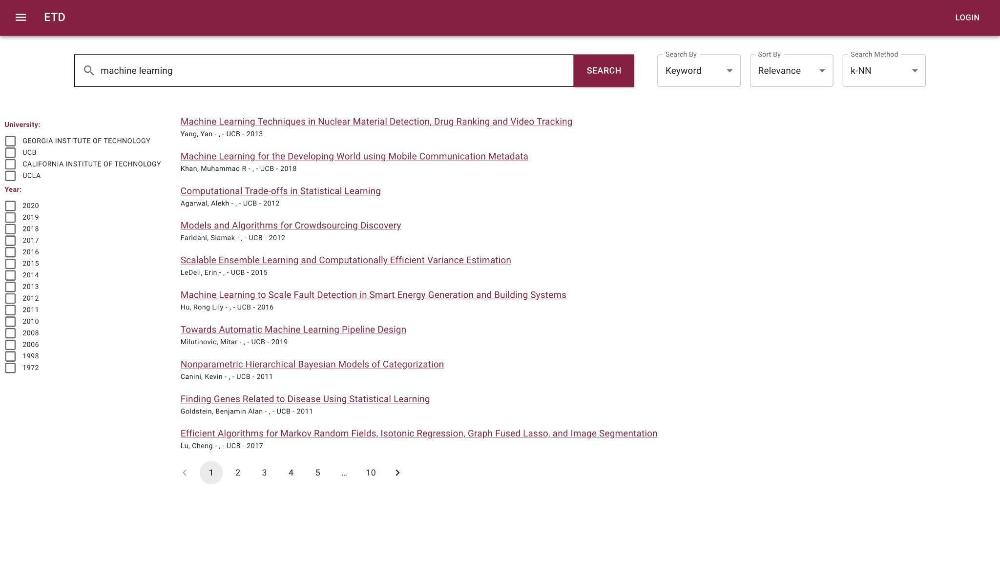 ETD
LOGIN
machine learning
SEARCH
Search By
Keyword
Sort By
Relevance
Search Method
k-NN
University:
GEORGIA INSTITUTE OF TECHNOLOGY
UCB
CALIFORNIA INSTITUTE OF TECHNOLOGY
UCLA
Year:
2020
2019
2018
2017
2016
2015
2014
2013
2012
2011
2010
2008
2006
1998
1972
Machine Learning Techniques in Nuclear Material Detection, Drug Ranking and Video Tracking
Yang, Yan - , - UCB - 2013
Machine Learning for the Developing World using Mobile Communication Metadata
Khan, Muhammad R - , - UCB - 2018
Computational Trade-offs in Statistical Learning
Agarwal, Alekh - , - UCB - 2012
Models and Algorithms for Crowdsourcing Discovery
Faridani, Siamak - , - UCB - 2012
Scalable Ensemble Learning and Computationally Efficient Variance Estimation
LeDell, Erin - , - UCB - 2015
Machine Learning to Scale Fault Detection in Smart Energy Generation and Building Systems
Hu, Rong Lily - , - UCB - 2016
Towards Automatic Machine Learning Pipeline Design
Milutinovic, Mitar - , - UCB - 2019
Nonparametric Hierarchical Bayesian Models of Categorization
Canini, Kevin - , - UCB - 2011
Finding Genes Related to Disease Using Statistical Learning
Goldstein, Benjamin Alan - , - UCB - 2011
Efficient Algorithms for Markov Random Fields, Isotonic Regression, Graph Fused Lasso, and Image Segmentation
Lu, Cheng - , - UCB - 2017
1 2 3 4 5 ... 10